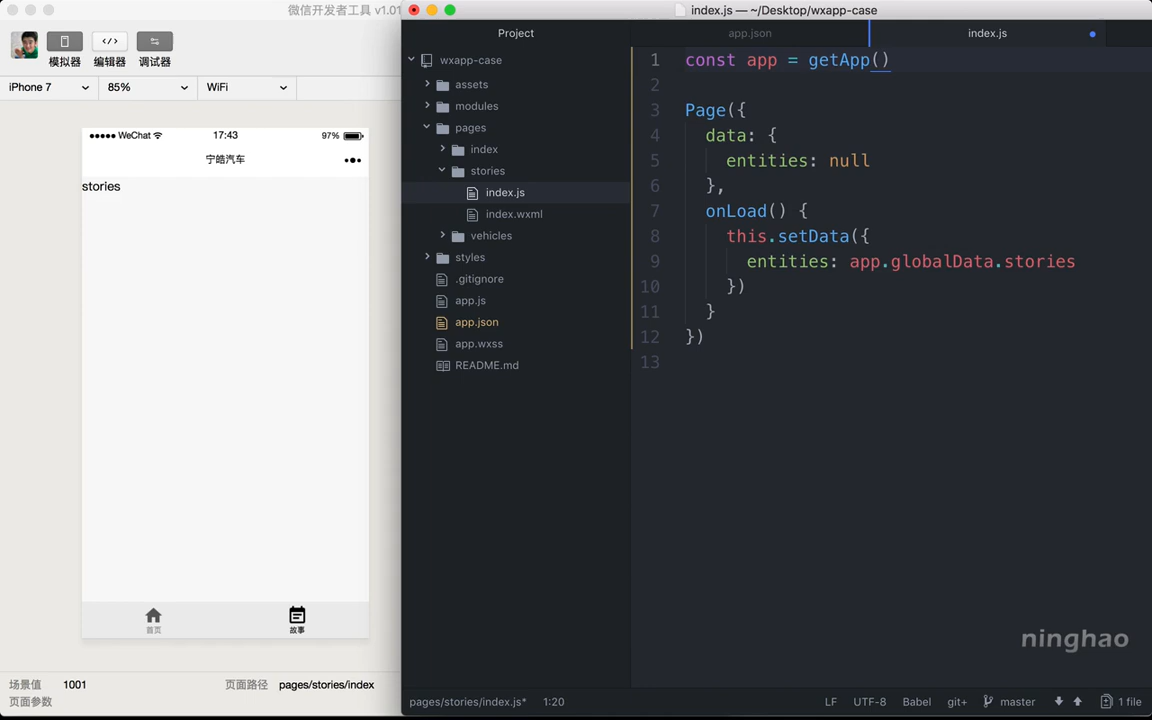 微信开发者工具 v1.01
模拟器
编辑器
调试器
iPhone 7
85%
WiFi
WeChat
17:43
97%
宁皓汽车
stories
首页
故事
场景值
1001
页面路径
pages/stories/index
页面参数
index.js — ~/Desktop/wxapp-case
Project
wxapp-case
assets
modules
pages
index
stories
index.js
index.wxml
vehicles
styles
.gitignore
app.js
app.json
app.wxss
README.md
app.json
index.js
1 const app = getApp()
2
3 Page({
4 data: {
5 entities: null
6 },
7 onLoad() {
8 this.setData({
9 entities: app.globalData.stories
10 })
11 }
12 })
13
ninghao
pages/stories/index.js*
1:20
LF
UTF-8
Babel
git+
master
1 file